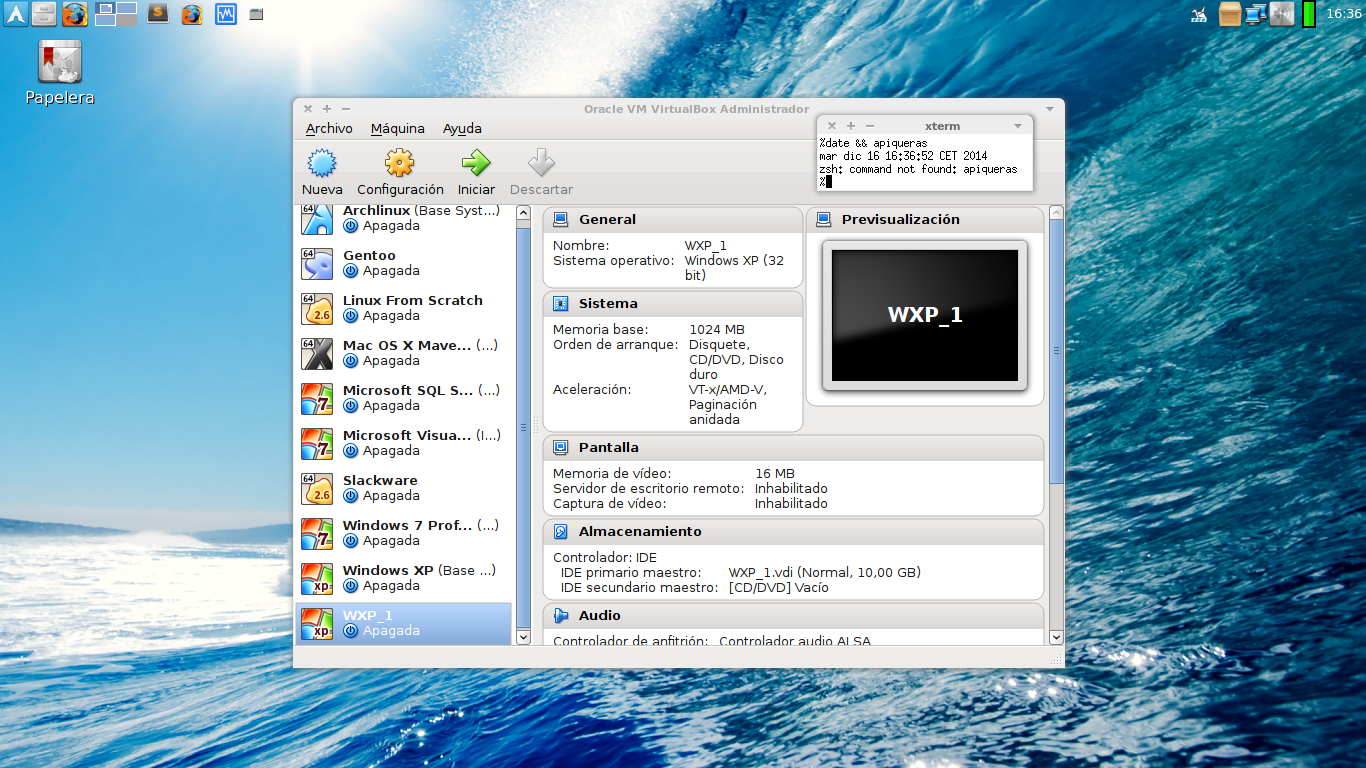 16:36
Papelera
Oracle VM VirtualBox Administrador
Archivo Máquina Ayuda
Nueva Configuración Iniciar Descartar
xterm
%date && apiqueras
mar dic 16 16:36:52 CET 2014
zsh: command not found: apiqueras
%
64
Archlinux (Base Syst...)
Apagada
64
Gentoo
Apagada
64
2.6
Linux From Scratch
Apagada
64
Mac OS X Mave... (...)
Apagada
7
Microsoft SQL S... (...)
Apagada
7
Microsoft Visua... (I...)
Apagada
64
2.6
Slackware
Apagada
7
Windows 7 Prof... (...)
Apagada
xp
Windows XP (Base ...)
Apagada
xp
WXP_1
Apagada
General
Nombre: WXP_1
Sistema operativo: Windows XP (32
bit)
Sistema
Memoria base: 1024 MB
Orden de arranque: Disquete,
CD/DVD, Disco
duro
Aceleración: VT-x/AMD-V,
Paginación
anidada
Previsualización
WXP_1
Pantalla
Memoria de vídeo: 16 MB
Servidor de escritorio remoto: Inhabilitado
Captura de vídeo: Inhabilitado
Almacenamiento
Controlador: IDE
IDE primario maestro: WXP_1.vdi (Normal, 10,00 GB)
IDE secundario maestro: [CD/DVD] Vacío
Audio
Controlador de anfitrión: Controlador audio ALSA